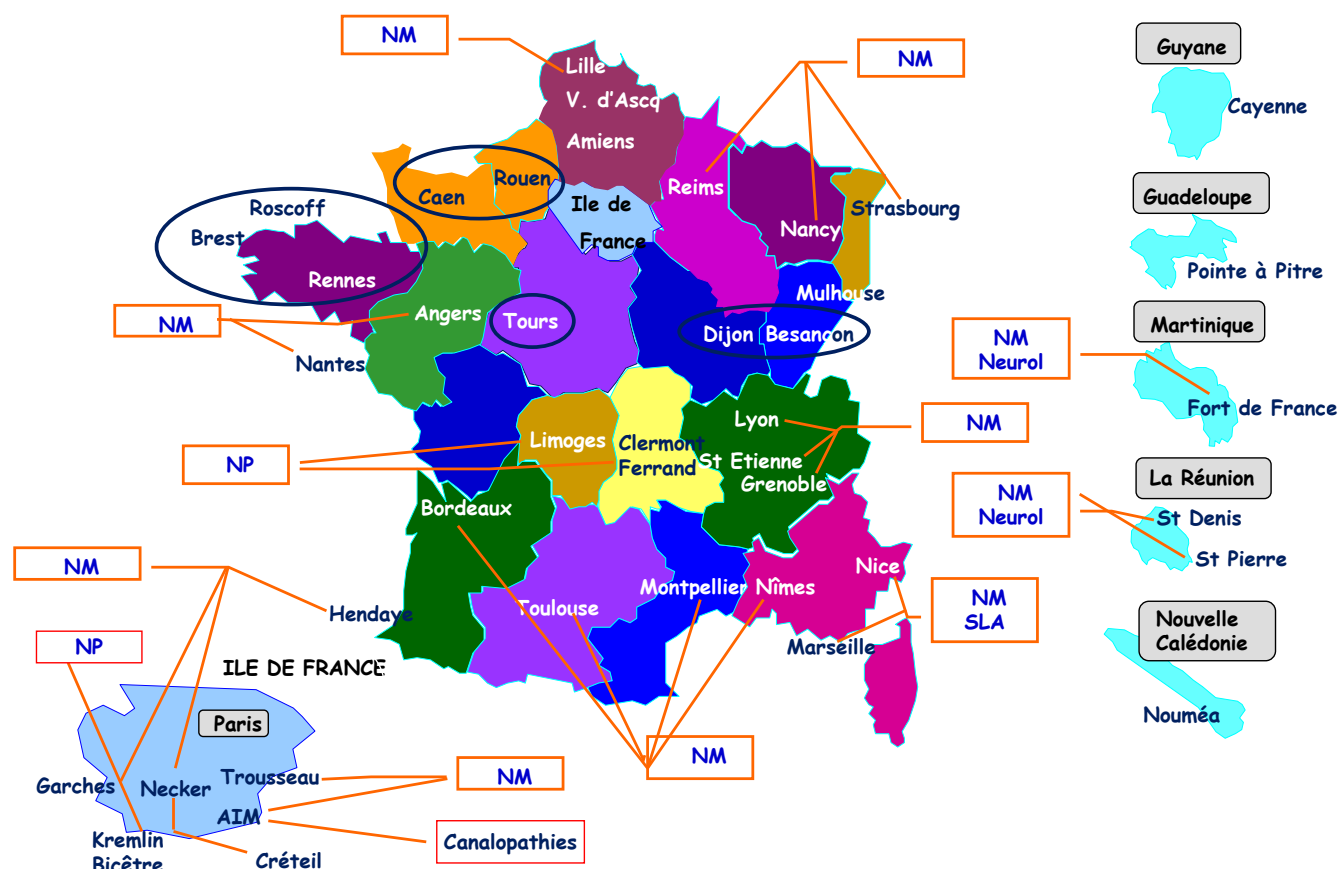 NM
NM
Lille
V. d'Ascq
Amiens
Reims
Nancy
Strasbourg
Rouen
Caen
Ile de
France
Roscoff
Brest
Rennes
Mulhouse
Angers
Tours
Dijon
Besançon
NM
Nantes
NP
Limoges
Clermont
Ferrand
Lyon
St Etienne
Grenoble
NM
Bordeaux
Toulouse
Montpellier
Nîmes
Nice
Marseille
NM
SLA
NM
Hendaye
NM
NP
ILE DE FRANCE
Paris
Garches
Necker
Trousseau
AIM
Kremlin
Bicêtre
Créteil
NM
Canalopathies
Guyane
Cayenne
Guadeloupe
Pointe à Pitre
Martinique
NM
Neurol
Fort de France
La Réunion
NM
Neurol
St Denis
St Pierre
Nouvelle
Calédonie
Nouméa